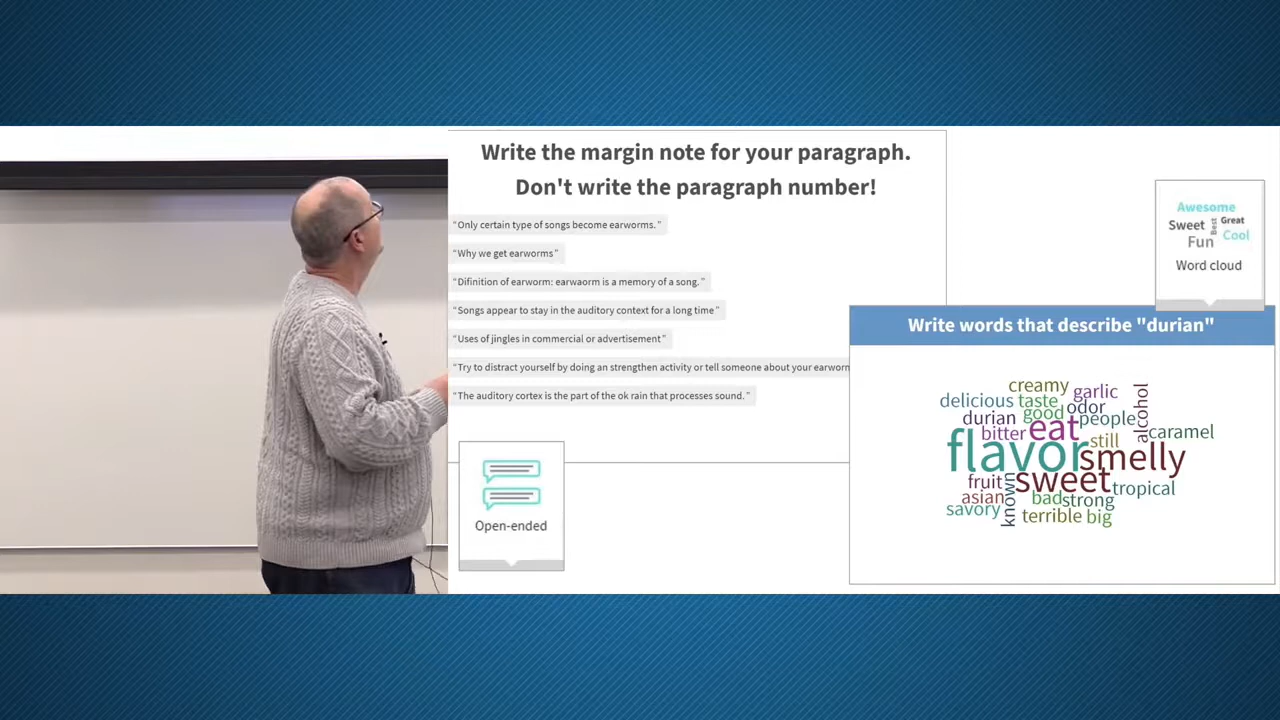 Write the margin note for your paragraph.
Don't write the paragraph number!
“Only certain type of songs become earworms.”
“Why we get earworms”
“Difinition of earworm: earwaorm is a memory of a song.”
“Songs appear to stay in the auditory context for a long time”
“Uses of jingles in commercial or advertisement”
“Try to distract yourself by doing an strengthen activity or tell someone about your earworm
“The auditory cortex is the part of the ok rain that processes sound.”
Open-ended
Awesome
Sweet Best Great
Fun Cool
Word cloud
Write words that describe "durian"
creamy garlic
delicious taste odor alcohol
durian good people
bitter eat still caramel
flavor smelly
fruit sweet tropical
asian known bad strong
savory terrible big